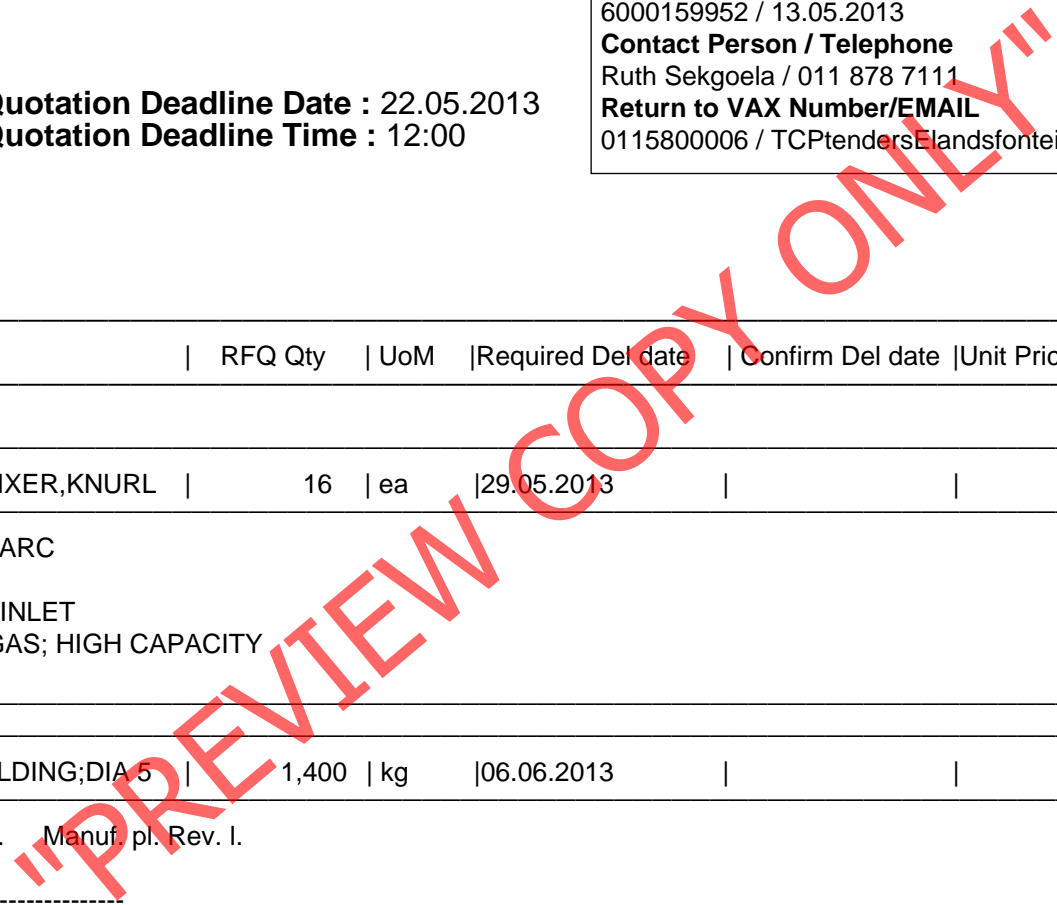 6000159952 / 13.05.2013
Contact Person / Telephone
Ruth Sekgoela / 011 878 7111
Return to VAX Number/EMAIL
0115800006 / TCPtendersElandsfontei
Quotation Deadline Date : 22.05.2013
Quotation Deadline Time : 12:00
| RFQ Qty | UoM |Required Del date | Confirm Del date |Unit Pric
IXER,KNURL | 16 | ea |29.05.2013 | |
ARC
INLET
GAS; HIGH CAPACITY
LDING;DIA 5 | 1,400 | kg |06.06.2013 | |
. Manuf. pl. Rev. l.
--------------
"PREVIEW COPY ONLY"